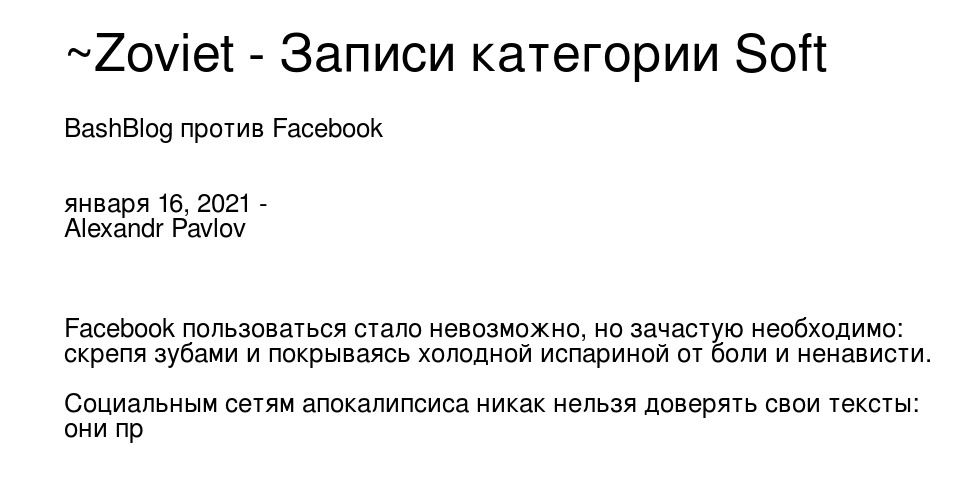 ~Zoviet - Записи категории Soft
BashBlog против Facebook
января 16, 2021 -
Alexandr Pavlov
Facebook пользоваться стало невозможно, но зачастую необходимо:
скрепя зубами и покрываясь холодной испариной от боли и ненависти.
Социальным сетям апокалипсиса никак нельзя доверять свои тексты:
они пр